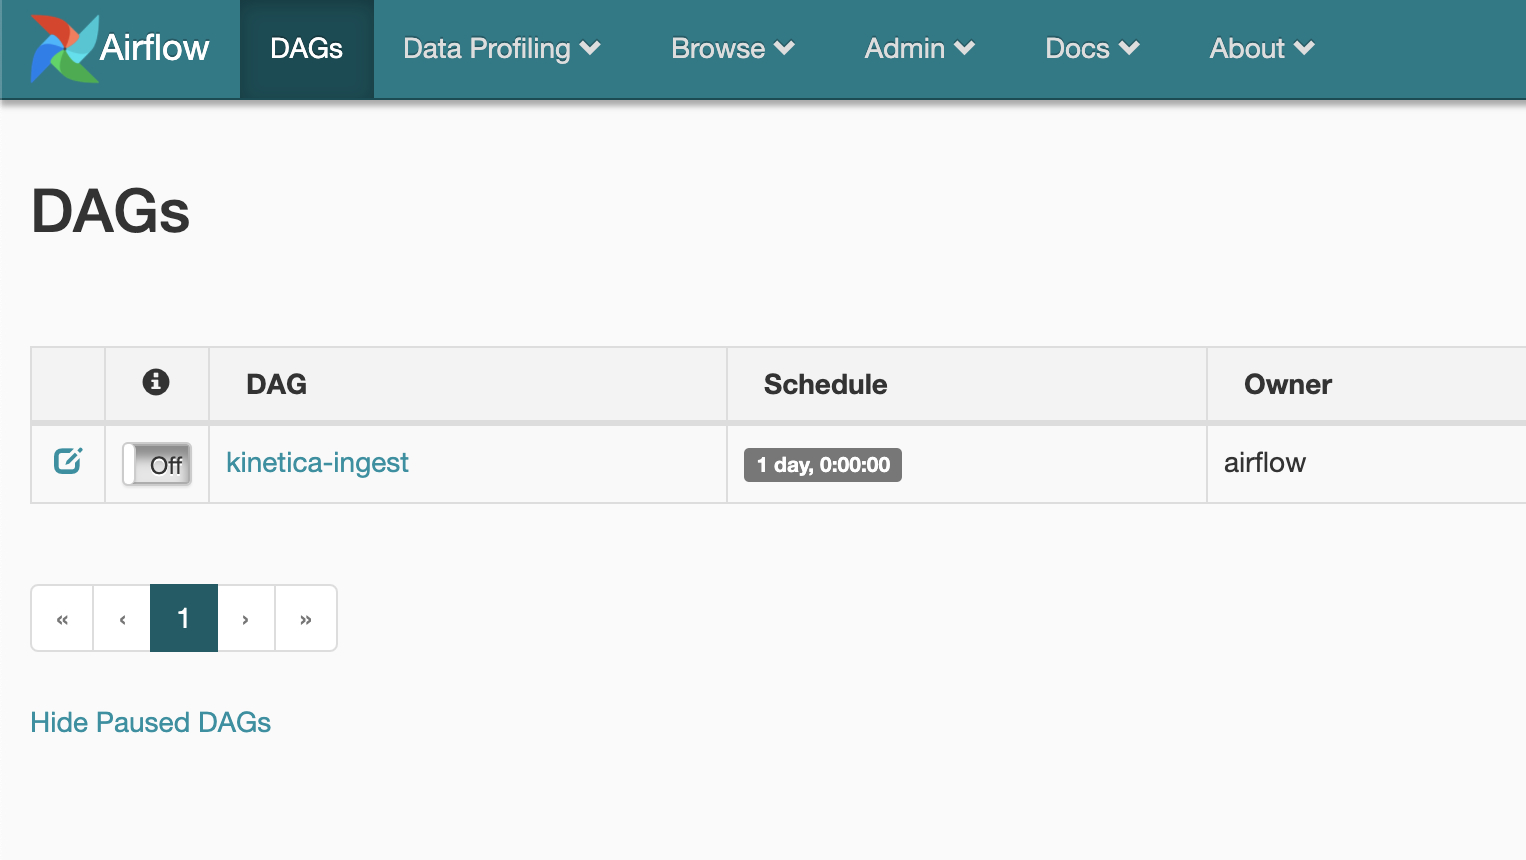 Airflow DAGs Data Profiling Browse Admin Docs About
DAGs
DAG Schedule Owner
Off kinetica-ingest 1 day, 0:00:00 airflow
« ‹ 1 › »
Hide Paused DAGs